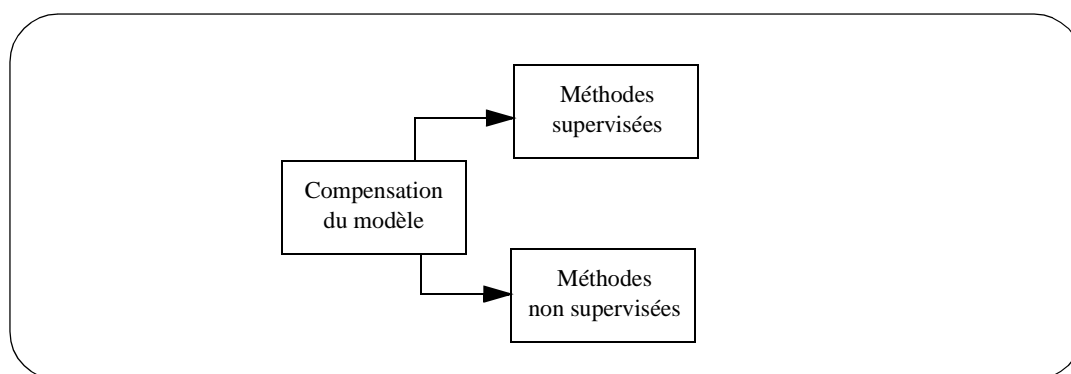 Méthodes
supervisées
Compensation
du modèle
Méthodes
non supervisées